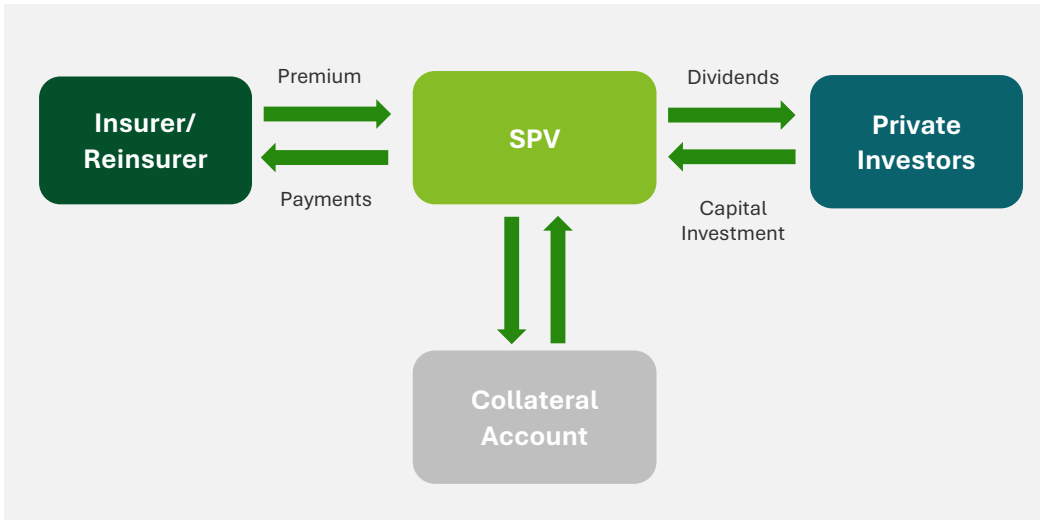 Premium
Insurer/
Reinsurer
Payments
SPV
Dividends
Private
Investors
Capital
Investment
Collateral
Account